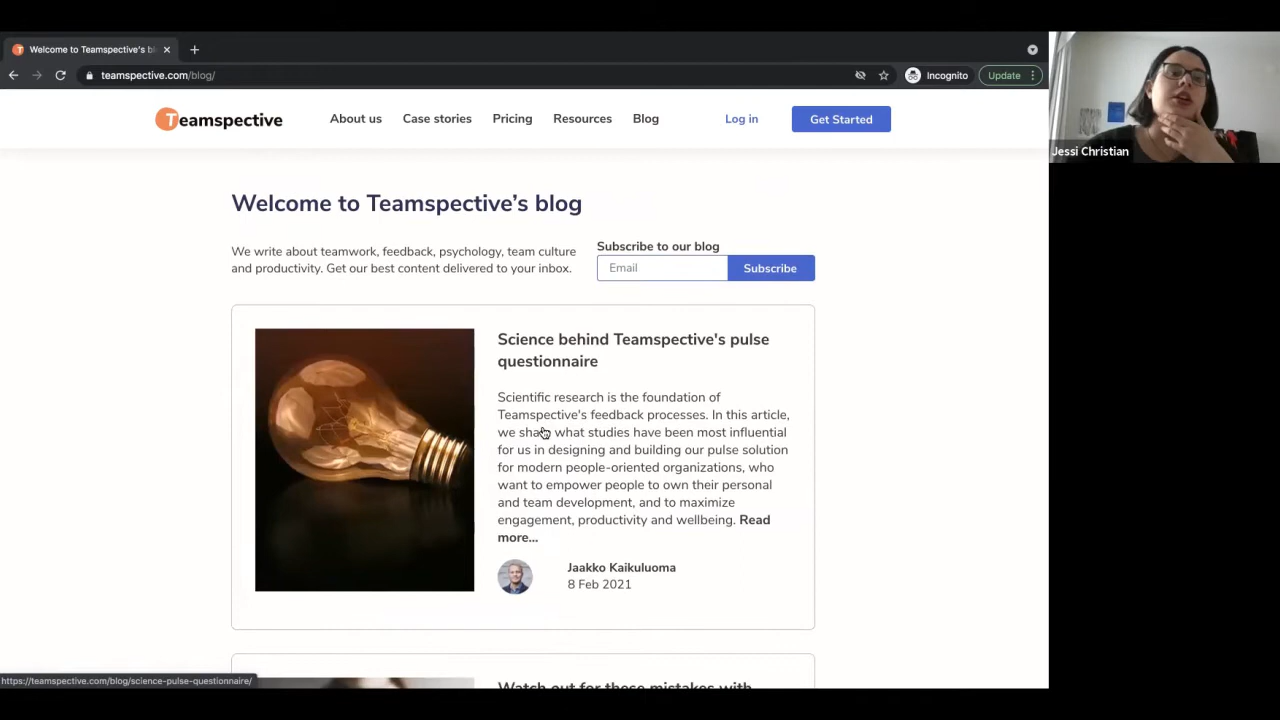 Welcome to Teamspective's b
teamspective.com/blog/
Incognito
Update
Teamspective
About us
Case stories
Pricing
Resources
Blog
Log in
Get Started
Jessi Christian
Welcome to Teamspective’s blog
We write about teamwork, feedback, psychology, team culture
and productivity. Get our best content delivered to your inbox.
Subscribe to our blog
Email
Subscribe
Science behind Teamspective's pulse
questionnaire
Scientific research is the foundation of
Teamspective's feedback processes. In this article,
we share what studies have been most influential
for us in designing and building our pulse solution
for modern people-oriented organizations, who
want to empower people to own their personal
and team development, and to maximize
engagement, productivity and wellbeing. Read
more...
Jaakko Kaikuluoma
8 Feb 2021
Watch out for these mistakes with
https://teamspective.com/blog/science-pulse-questionnaire/